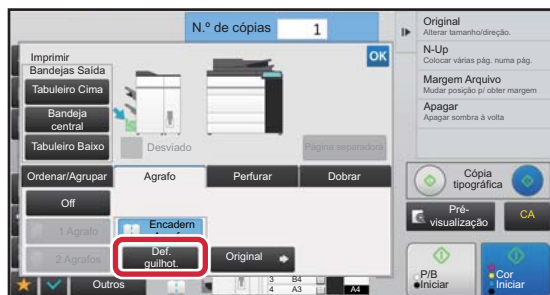 N.º de cópias 1
Original
Alterar tamanho/direção.
N-Up
Colocar várias pág. numa pág.
Margem Arquivo
Mudar posição p/ obter margem
Apagar
Apagar sombra à volta
Imprimir
OK
Bandejas Saída
Tabuleiro Cima
Bandeja
central
Tabuleiro Baixo
Desviado
Página separadora
Ordenar/Agrupar
Agrafo
Perfurar
Dobrar
Off
1 Agrafo
2 Agrafos
Encadern
Def.
guilhot.
Original
Cópia
tipográfica
Pré-
visualização
CA
P/B
Iniciar
Cor
Iniciar
Outros
3 B4
4 A3
A4